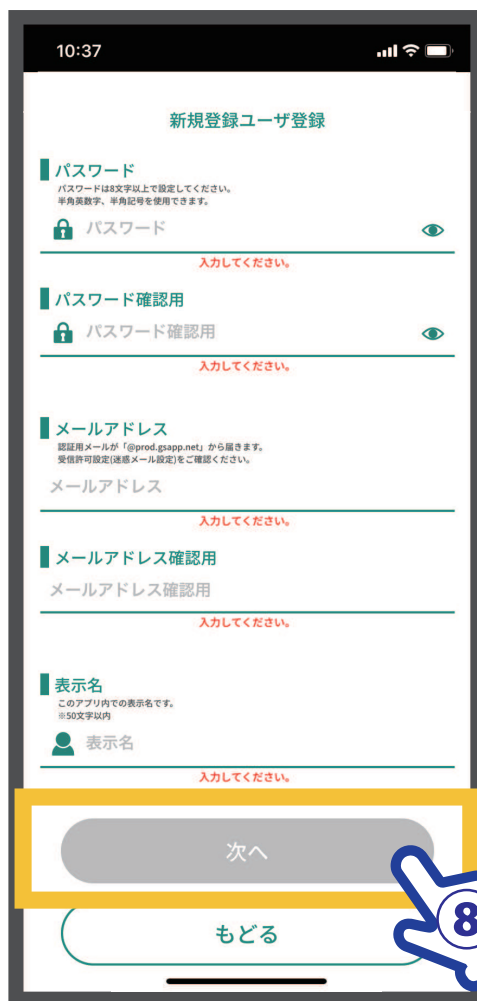 10:37
新規登録ユーザ登録
パスワード
パスワードは8文字以上で設定してください。
半角英数字、半角記号を使用できます。
パスワード
入力してください。
パスワード確認用
パスワード確認用
入力してください。
メールアドレス
認証用メールが「@prod.gsapp.net」から届きます。
受信許可設定(迷惑メール設定)をご確認ください。
メールアドレス
入力してください。
メールアドレス確認用
メールアドレス確認用
入力してください。
表示名
このアプリ内での表示名です。
※50文字以内
表示名
入力してください。
次へ
8
もどる